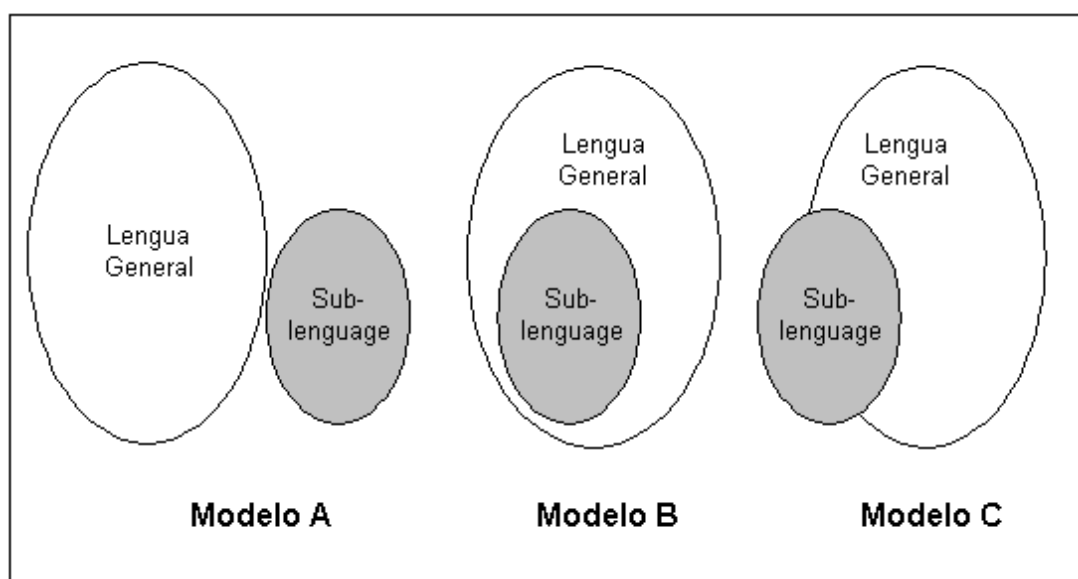 Lengua
General
Sub-
lenguage
Modelo A
Lengua
General
Sub-
lenguage
Modelo B
Lengua
General
Sub-
lenguage
Modelo C